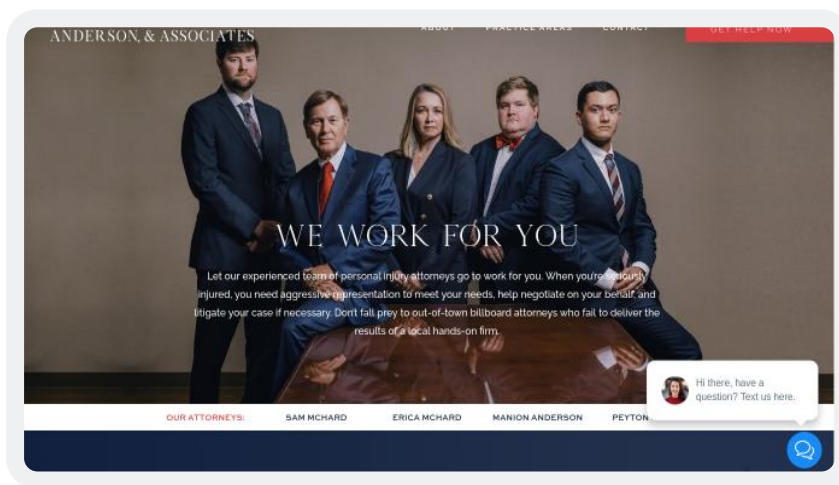 ANDERSON, & ASSOCIATES
ABOUT
PRACTICE AREAS
CONTACT
GET HELP NOW
WE WORK FOR YOU
Let our experienced team of personal injury attorneys go to work for you. When you're seriously
injured, you need aggressive representation to meet your needs, help negotiate on your behalf, and
litigate your case if necessary. Don't fall prey to out-of-town billboard attorneys who fail to deliver the
results of a local hands-on firm.
Hi there, have a
question? Text us here.
OUR ATTORNEYS: SAM MCHARD ERICA MCHARD MANION ANDERSON PEYTON